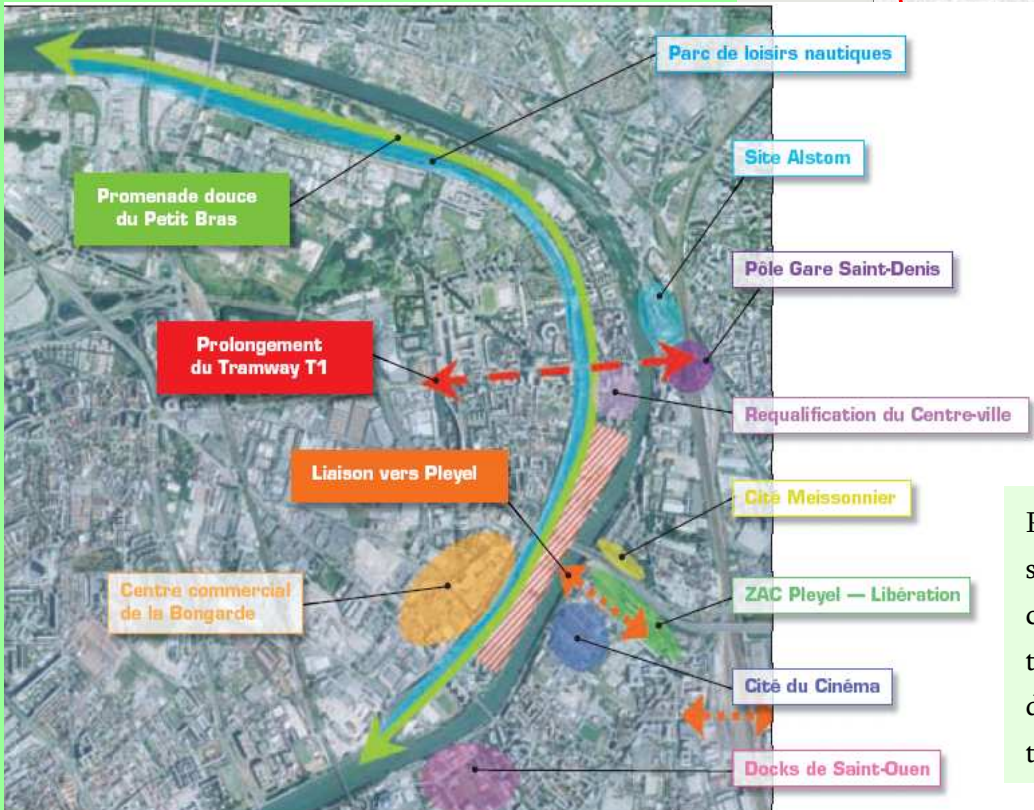 Parc de loisirs nautiques
Site Alstom
Promenade douce
du Petit Bras
Pôle Gare Saint-Denis
Prolongement
du Tramway T1
Requalification du Centre-ville
Liaison vers Pleyel
Cité Meissonnier
Centre commercial
de la Bongarde
ZAC Pleyel — Libération
Cité du Cinéma
Docks de Saint-Ouen